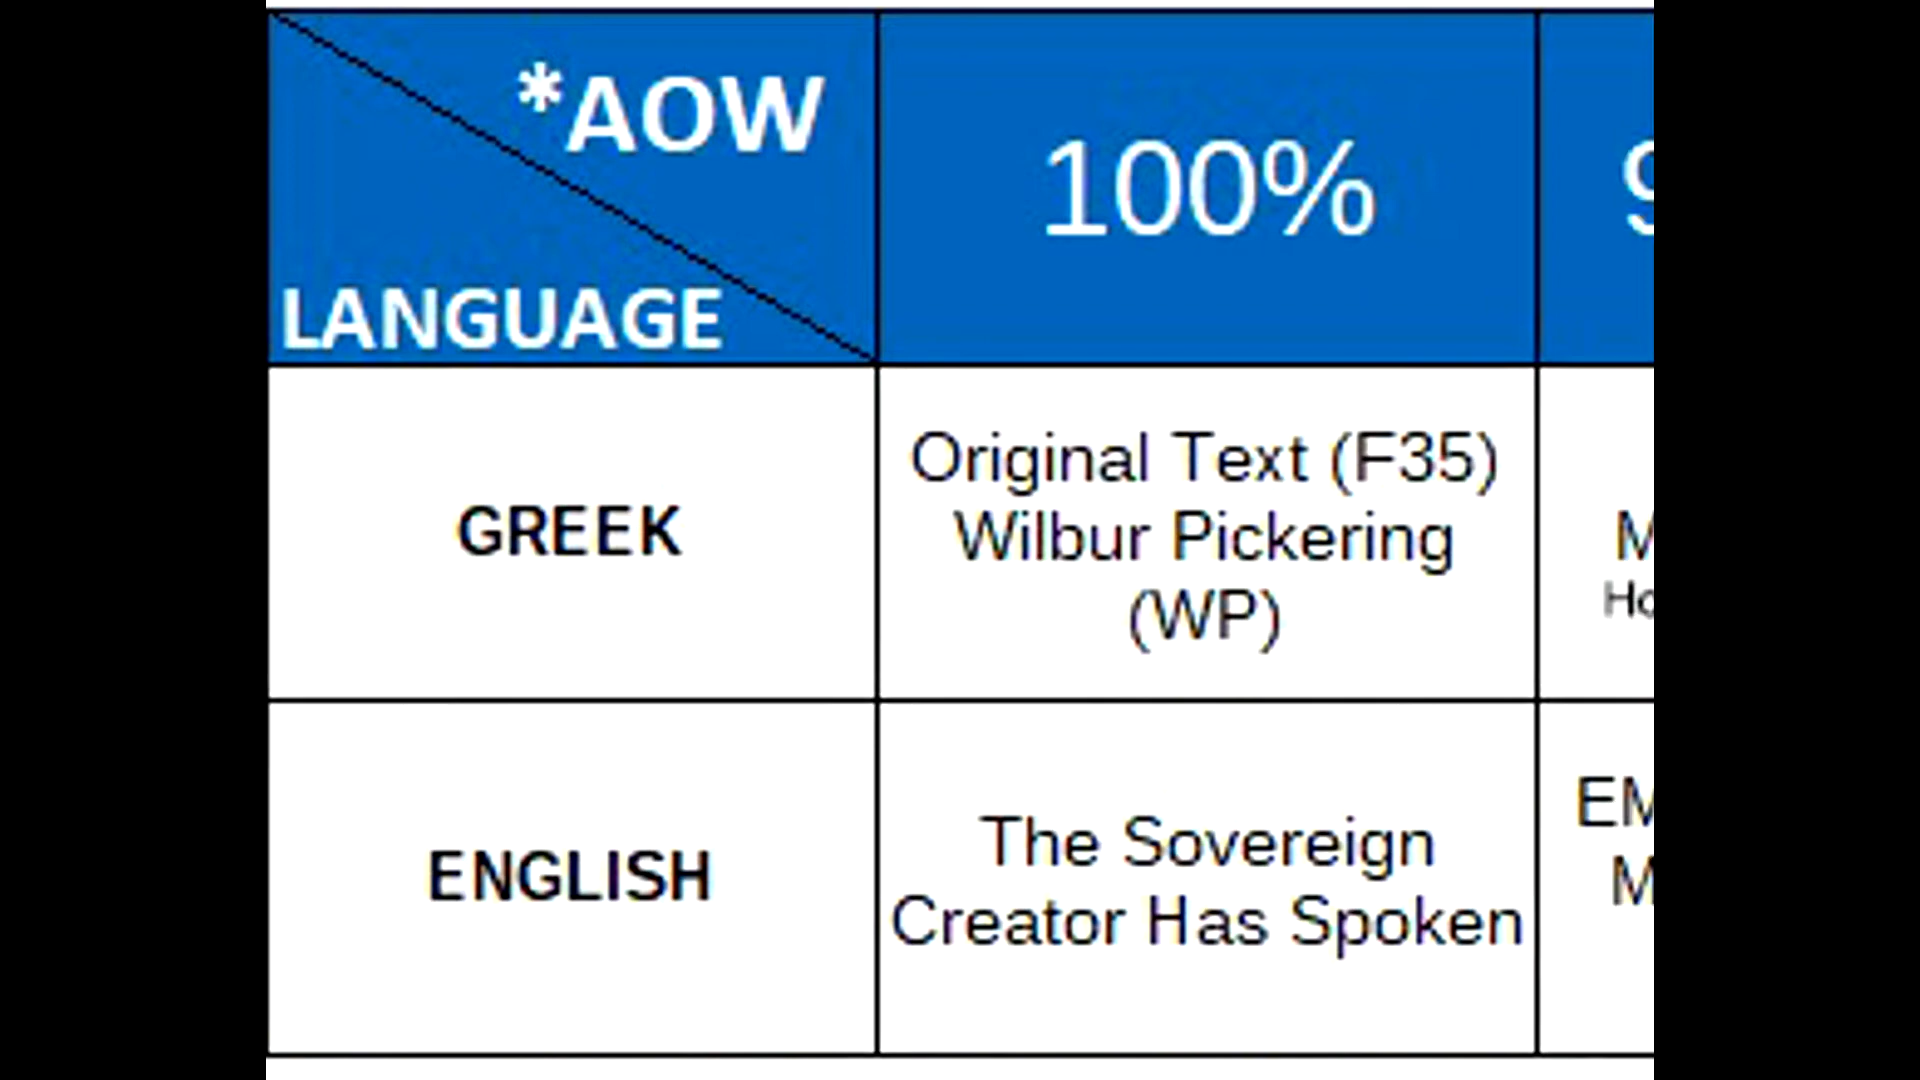 *AOW
LANGUAGE
100%
GREEK
Original Text (F35)
Wilbur Pickering
(WP)
ENGLISH
The Sovereign
Creator Has Spoken